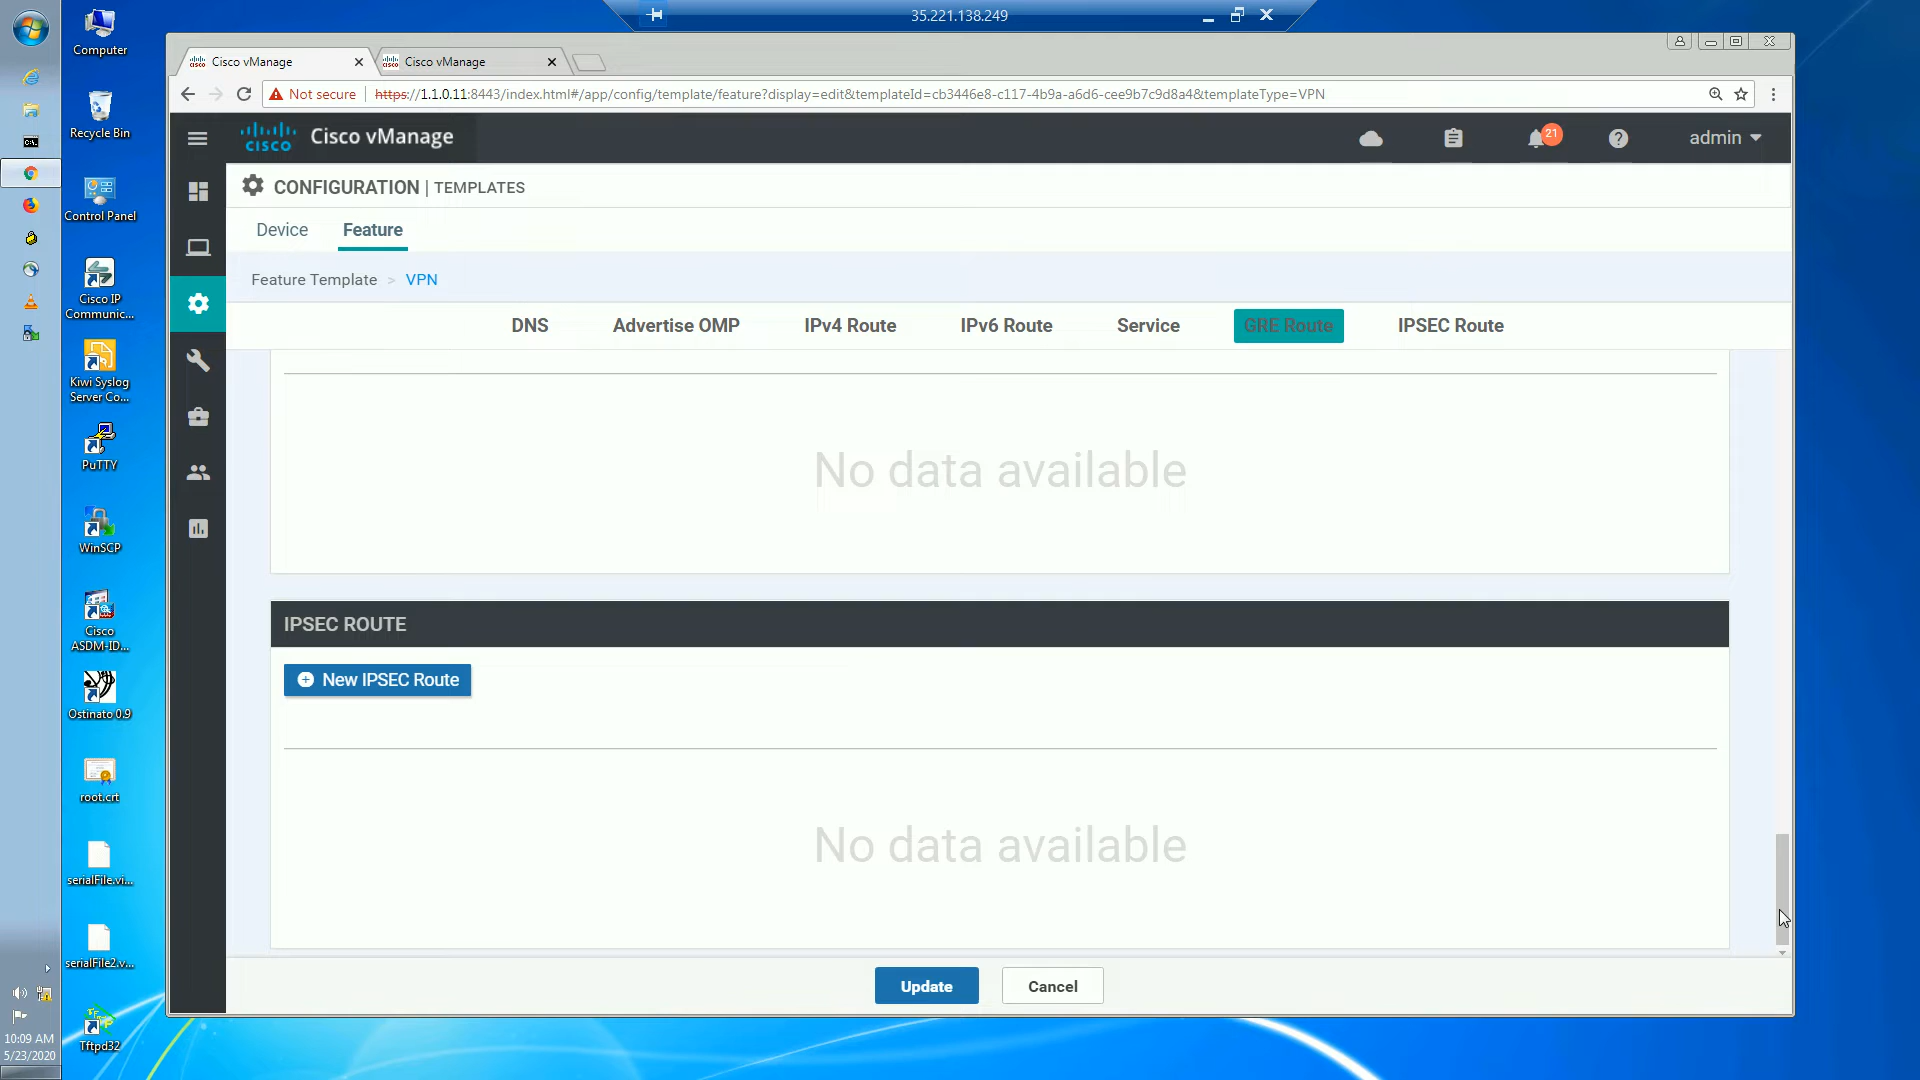 35.221.138.249
Computer
Recycle Bin
Control Panel
Cisco IP
Communic...
Kiwi Syslog
Server Co...
PuTTY
WinSCP
Cisco
ASDM-ID...
Ostinato 0.9
root.crt
serialFile.vi...
serialFile2.v...
Tftpd32
10:09 AM
5/23/2020
Cisco vManage
Cisco vManage
Not secure
https://1.1.0.11:8443/index.html#/app/config/template/feature?display=edit&templateId=cb3446e8-c117-4b9a-a6d6-cee9b7c9d8a4&templateType=VPN
CISCO
Cisco vManage
21
admin
CONFIGURATION | TEMPLATES
Device
Feature
Feature Template > VPN
DNS
Advertise OMP
IPv4 Route
IPv6 Route
Service
GRE Route
IPSEC Route
No data available
IPSEC ROUTE
New IPSEC Route
No data available
Update
Cancel